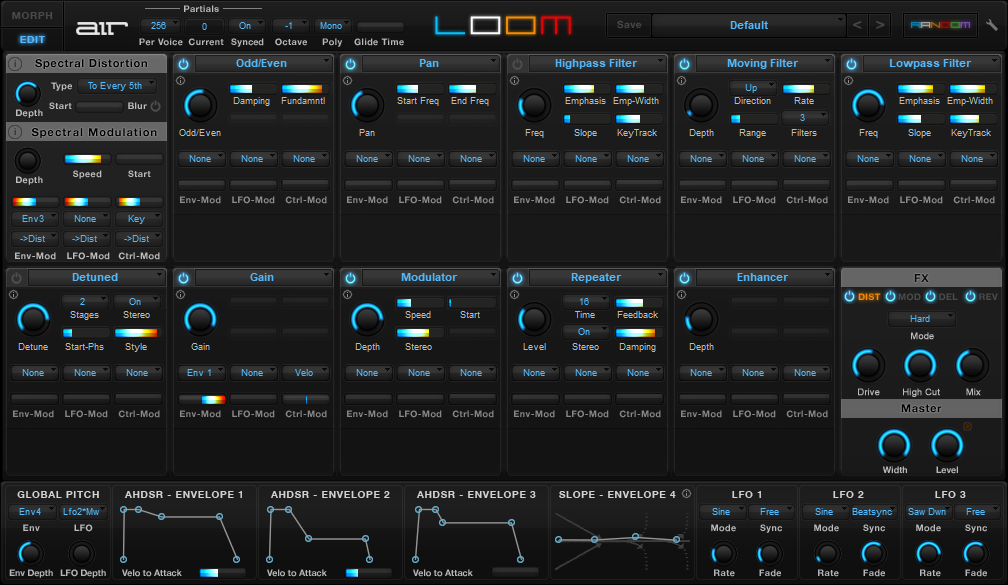 MORPH
EDIT
air
Partials
256 0 On -1 Mono
Per Voice Current Synced Octave Poly Glide Time
LOOM
Save Default < >
RANDOM
Spectral Distortion
Type To Every 5th
Depth Start Blur
Spectral Modulation
Depth Speed Start
Env3 None Key
->Dist ->Dist ->Dist
Env-Mod LFO-Mod Ctrl-Mod
Odd/Even
Damping Fundamntl
Odd/Even
None None None
Env-Mod LFO-Mod Ctrl-Mod
Pan
Start Freq End Freq
Pan
None None None
Env-Mod LFO-Mod Ctrl-Mod
Highpass Filter
Emphasis Emp-Width
Freq Slope KeyTrack
None None None
Env-Mod LFO-Mod Ctrl-Mod
Moving Filter
Up
Direction Rate
3
Depth Range Filters
None None None
Env-Mod LFO-Mod Ctrl-Mod
Lowpass Filter
Emphasis Emp-Width
Freq Slope KeyTrack
None None None
Env-Mod LFO-Mod Ctrl-Mod
Detuned
2 On
Stages Stereo
Detune Start-Phs Style
None None None
Env-Mod LFO-Mod Ctrl-Mod
Gain
Gain
Env 1 None Velo
Env-Mod LFO-Mod Ctrl-Mod
Modulator
Speed Start
Depth Stereo
None None None
Env-Mod LFO-Mod Ctrl-Mod
Repeater
16
Time Feedback
On
Level Stereo Damping
None None None
Env-Mod LFO-Mod Ctrl-Mod
Enhancer
Depth
None None None
Env-Mod LFO-Mod Ctrl-Mod
FX
DIST MOD DEL REV
Hard
Mode
Drive High Cut Mix
Master
Width Level
GLOBAL PITCH
Env4 Lfo2*Mw
Env LFO
Env Depth LFO Depth
AHDSR - ENVELOPE 1
Velo to Attack
AHDSR - ENVELOPE 2
Velo to Attack
AHDSR - ENVELOPE 3
Velo to Attack
SLOPE - ENVELOPE 4
LFO 1
Sine Free
Mode Sync
Rate Fade
LFO 2
Sine Beatsync
Mode Sync
Rate Fade
LFO 3
Saw Dwn Free
Mode Sync
Rate Fade